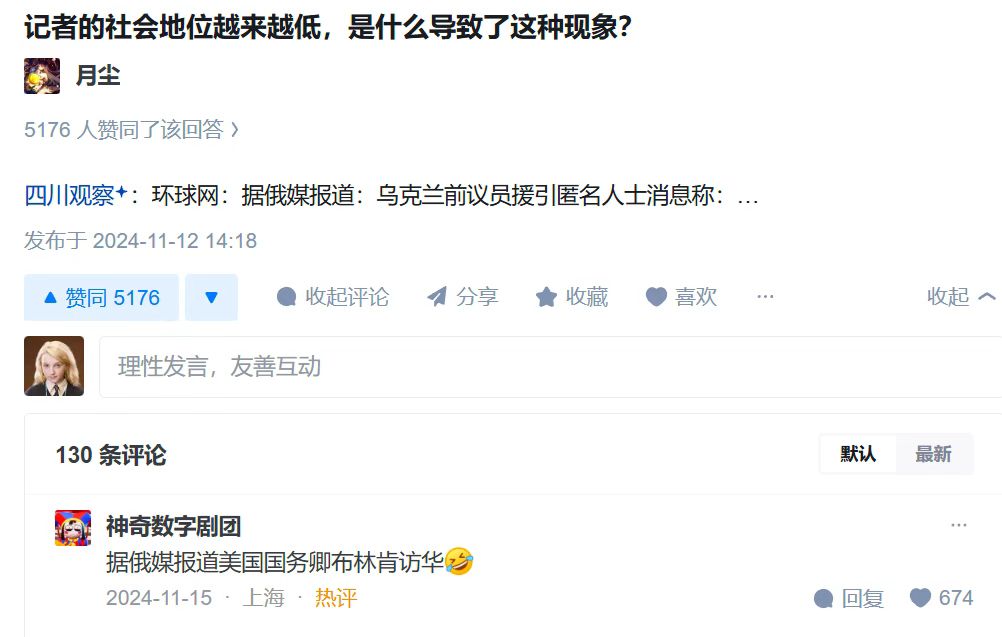 记者的社会地位越来越低，是什么导致了这种现象？
月尘
5176 人赞同了该回答 >
四川观察：环球网：据俄媒报道：乌克兰前议员援引匿名人士消息称：...
发布于 2024-11-12 14:18
赞同 5176 收起评论 分享 收藏 喜欢 ... 收起
理性发言，友善互动
130 条评论 默认 最新
神奇数字剧团 ...
据俄媒报道美国国务卿布林肯访华🤣
2024-11-15 · 上海 · 热评 回复 674